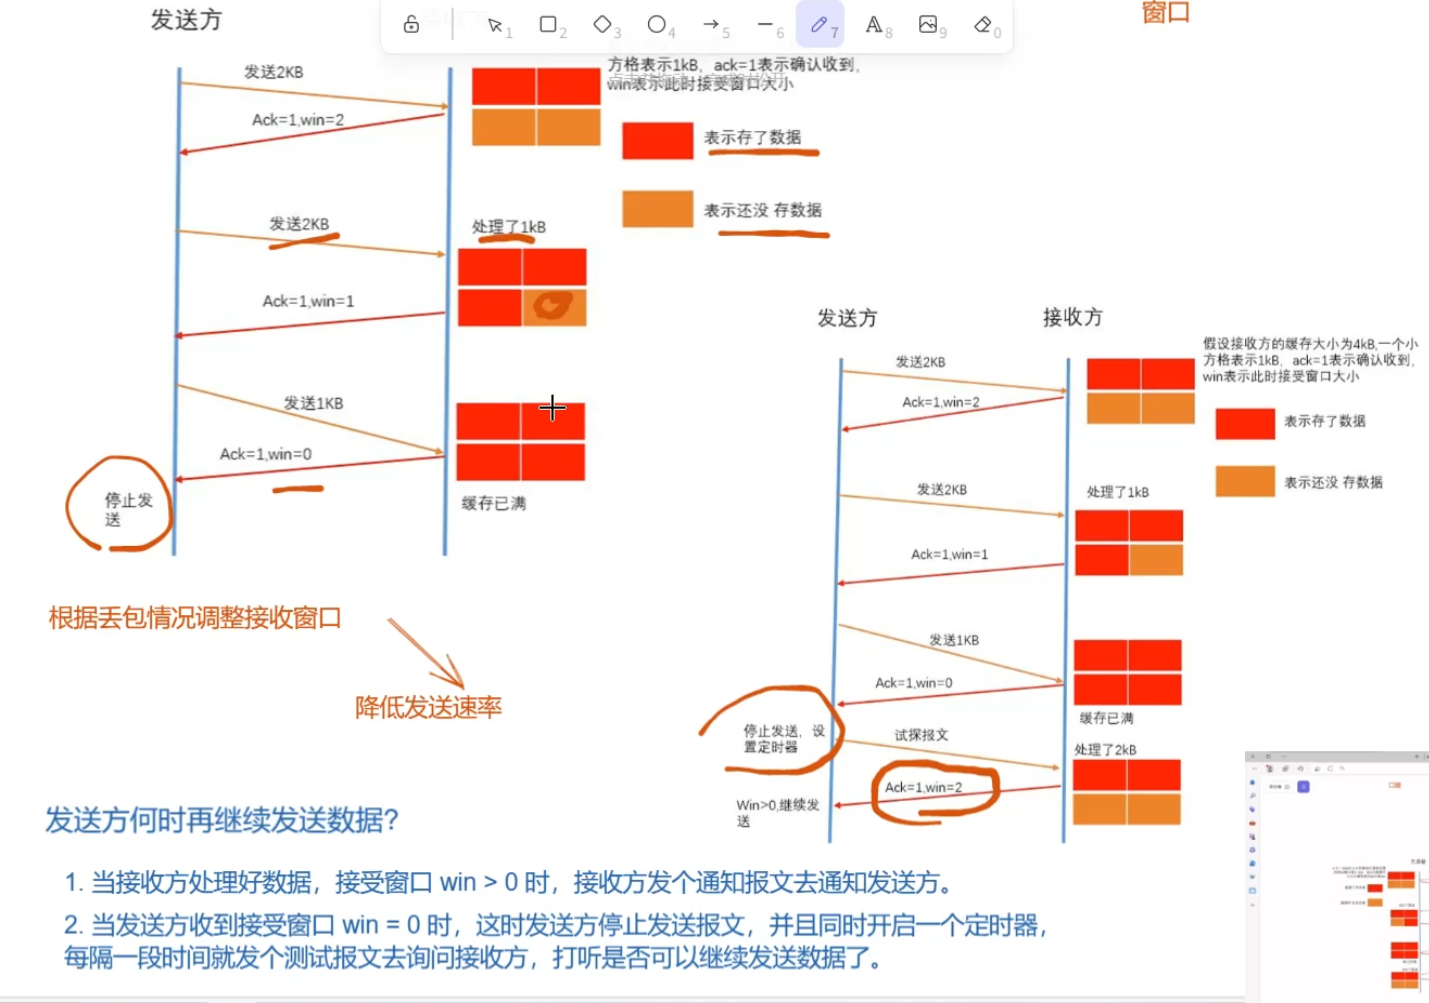 发送方
窗口
1 2 3 4 5 6 7 A 8 9 0
方格表示1kB，ack=1表示确认收到，
win表示此时接受窗口大小
发送2KB
Ack=1,win=2
表示存了数据
表示还没 存数据
发送2KB
处理了1kB
Ack=1,win=1
发送1KB
Ack=1,win=0
停止发
送
缓存已满
根据丢包情况调整接收窗口
降低发送速率
发送方
接收方
假设接收方的缓存大小为4kB,一个小
方格表示1kB，ack=1表示确认收到，
win表示此时接受窗口大小
发送2KB
Ack=1,win=2
表示存了数据
表示还没 存数据
发送2KB
处理了1kB
Ack=1,win=1
发送1KB
Ack=1,win=0
缓存已满
停止发送，设
置定时器
试探报文
处理了2kB
Ack=1,win=2
Win>0,继续发
送
发送方何时再继续发送数据?
1. 当接收方处理好数据，接受窗口 win > 0 时，接收方发个通知报文去通知发送方。
2. 当发送方收到接受窗口 win = 0 时，这时发送方停止发送报文，并且同时开启一个定时器，
每隔一段时间就发个测试报文去询问接收方，打听是否可以继续发送数据了。